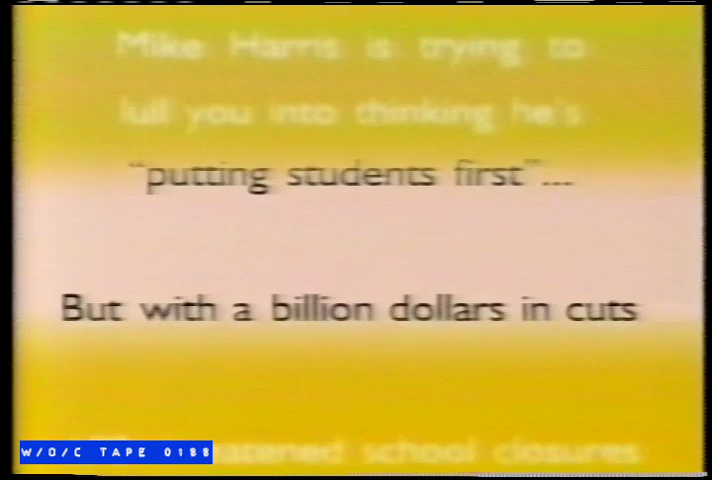 Mike Harris is trying to
lull you into thinking he's
“putting students first”...
But with a billion dollars in cuts
school closures
W/O/C TAPE 0188